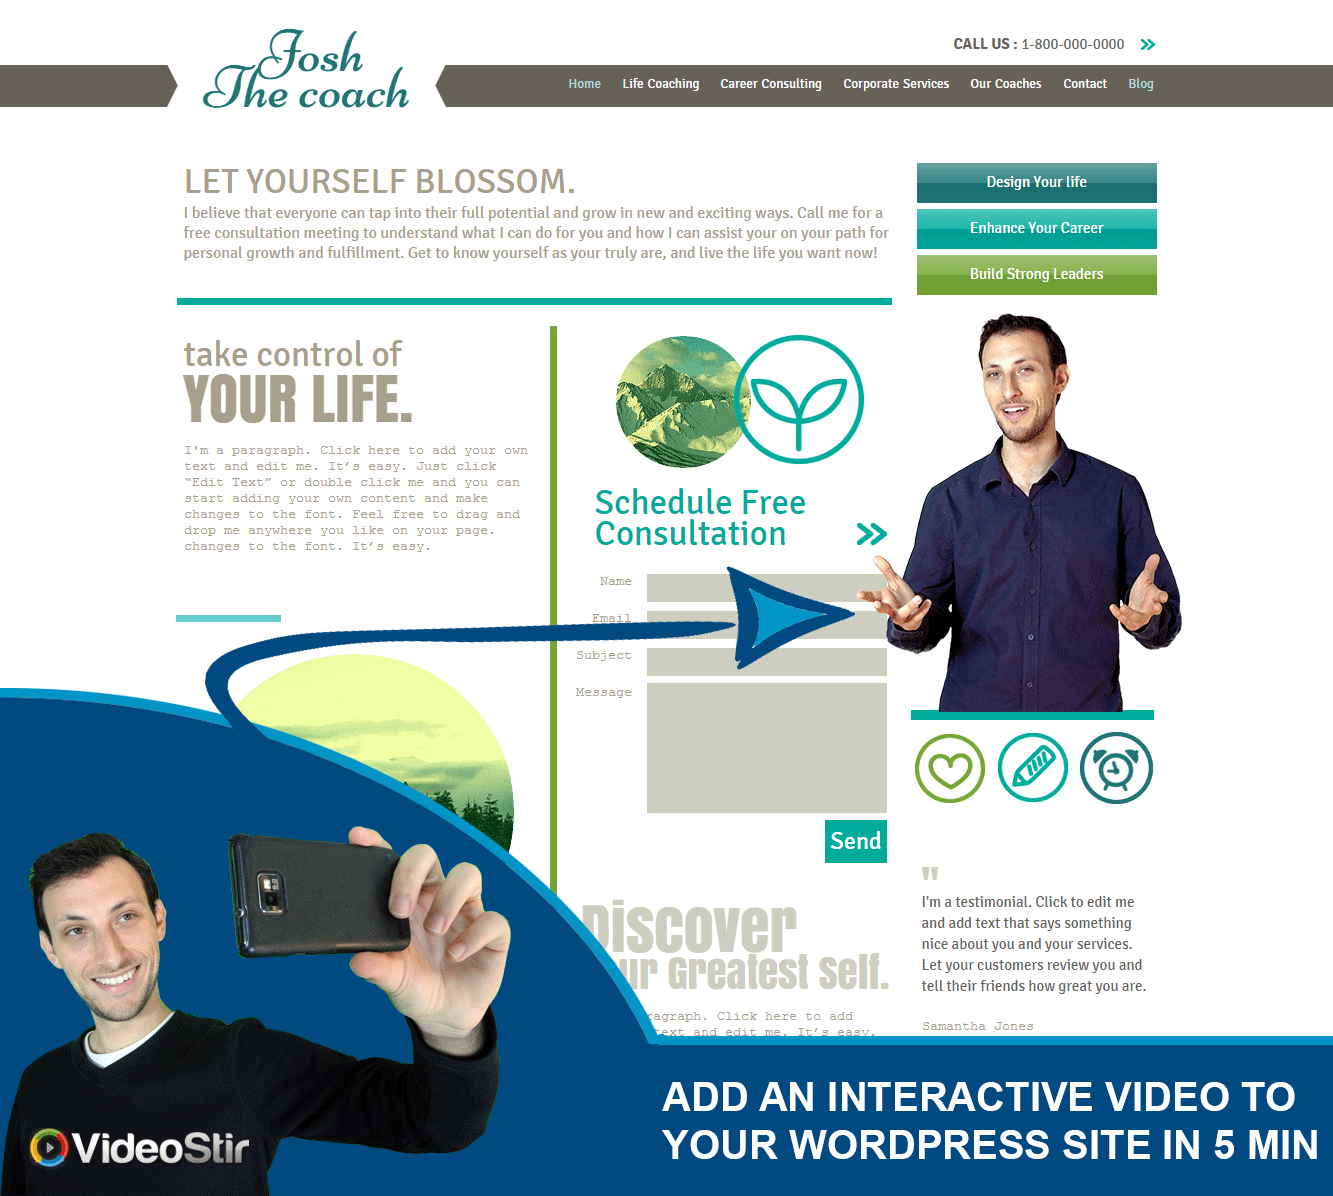 Josh
The coach
CALL US : 1-800-000-0000
Home Life Coaching Career Consulting Corporate Services Our Coaches Contact Blog
LET YOURSELF BLOSSOM.
I believe that everyone can tap into their full potential and grow in new and exciting ways. Call me for a
free consultation meeting to understand what I can do for you and how I can assist your on your path for
personal growth and fulfillment. Get to know yourself as your truly are, and live the life you want now!
Design Your life
Enhance Your Career
Build Strong Leaders
take control of
YOUR LIFE.
I'm a paragraph. Click here to add your own
text and edit me. It’s easy. Just click
“Edit Text” or double click me and you can
start adding your own content and make
changes to the font. Feel free to drag and
drop me anywhere you like on your page.
changes to the font. It’s easy.
Schedule Free
Consultation
Name
Email
Subject
Message
Send
Discover
ur Greatest Self.
ragraph. Click here to add
text and edit me. It’s easy.
"
I'm a testimonial. Click to edit me
and add text that says something
nice about you and your services.
Let your customers review you and
tell their friends how great you are.
Samantha Jones
VideoStir
ADD AN INTERACTIVE VIDEO TO
YOUR WORDPRESS SITE IN 5 MIN